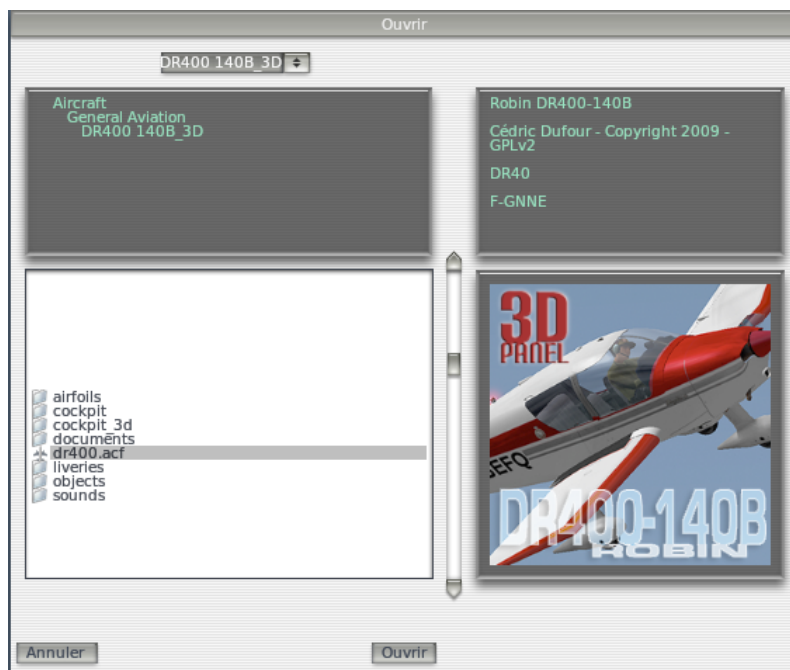 Ouvrir
DR400 140B_3D
Aircraft
General Aviation
DR400 140B_3D
Robin DR400-140B
Cédric Dufour - Copyright 2009 -
GPLv2
DR40
F-GNNE
airfoils
cockpit
cockpit_3d
documents
dr400.acf
liveries
objects
sounds
3D
PANEL
DR400-140B
ROBIN
Annuler
Ouvrir